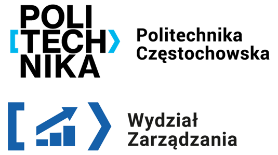 POLI
[TECH>
NIKA
Politechnika
Częstochowska
Wydział
Zarządzania